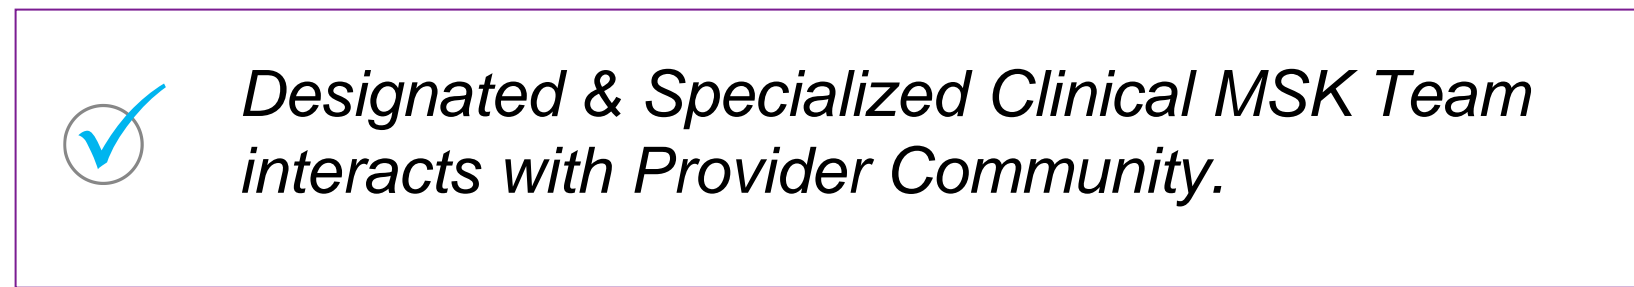 Designated & Specialized Clinical MSK Team
interacts with Provider Community.